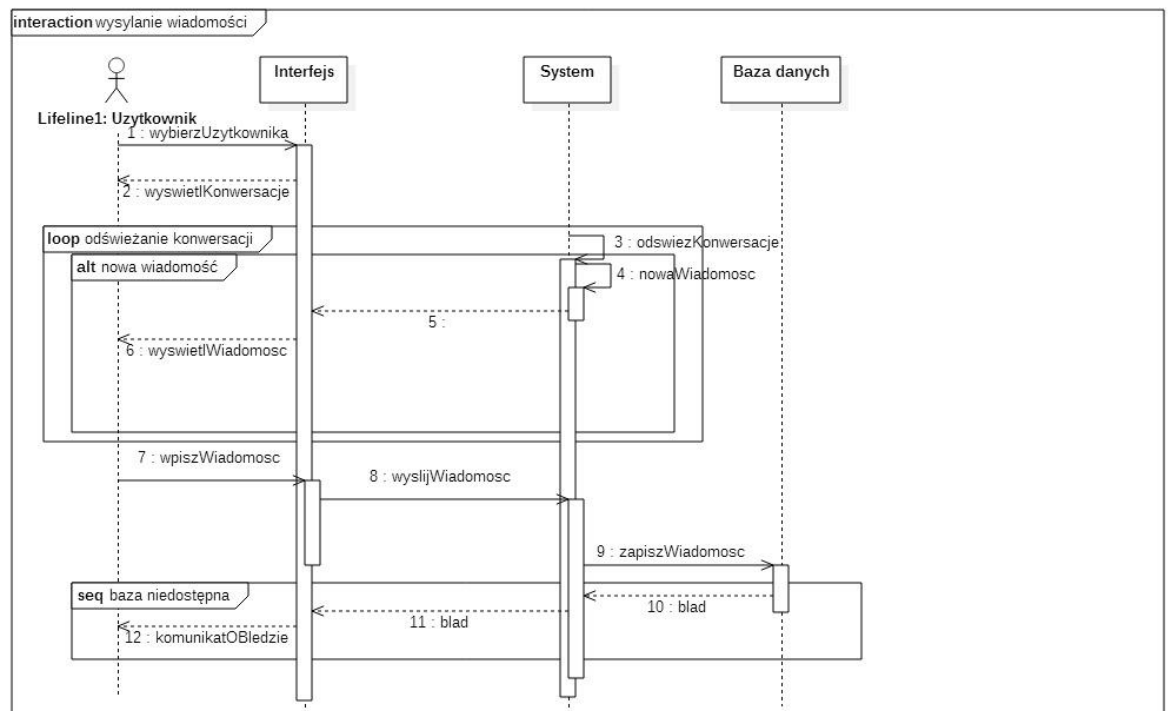 interaction wysylanie wiadomości
Interfejs
System
Baza danych
Lifeline1: Uzytkownik
1 : wybierzUzytkownika
2 : wyswietlKonwersacje
loop odświeżanie konwersacji
3 : odswiezKonwersacje
alt nowa wiadomość
4 : nowaWiadomosc
5 :
6 : wyswietlWiadomosc
7 : wpiszWiadomosc
8 : wyslijWiadomosc
9 : zapiszWiadomosc
seq baza niedostępna
10 : blad
11 : blad
12 : komunikatOBledzie